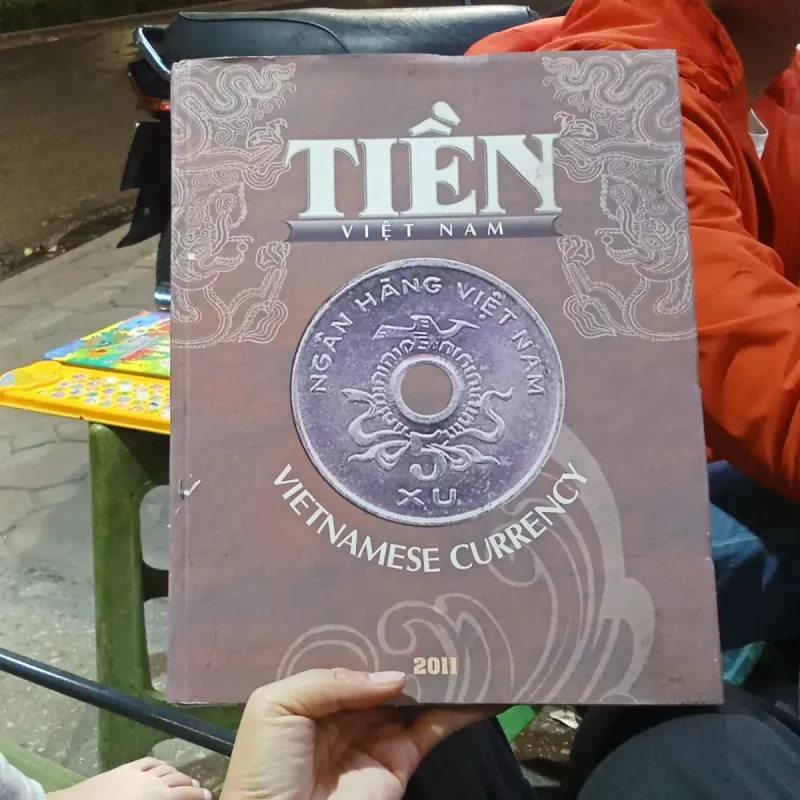 TIỀN
VIỆT NAM
NGÂN HÀNG VIỆT NAM
5
XU
VIETNAMESE CURRENCY
2011